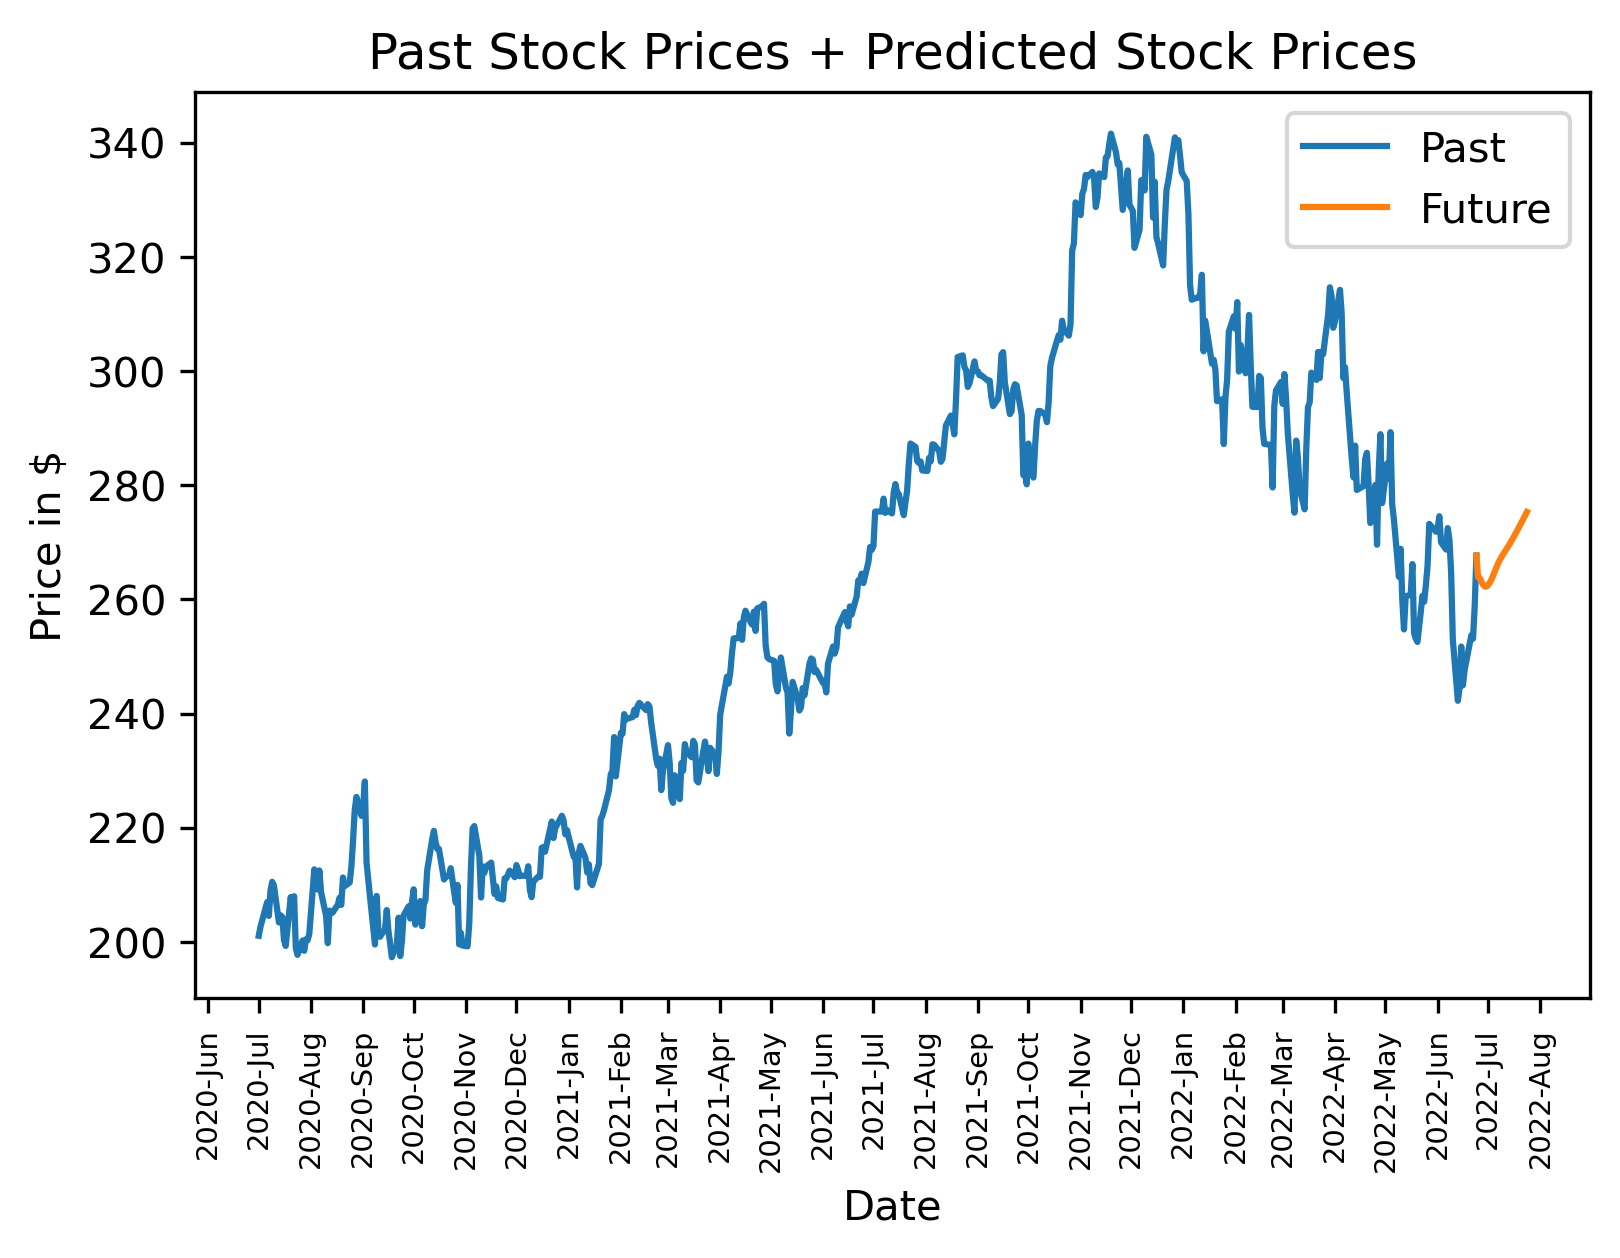 Past Stock Prices + Predicted Stock Prices
Past
Future
Price in $
340
320
300
280
260
240
220
200
2020-Jun
2020-Jul
2020-Aug
2020-Sep
2020-Oct
2020-Nov
2020-Dec
2021-Jan
2021-Feb
2021-Mar
2021-Apr
2021-May
2021-Jun
2021-Jul
2021-Aug
2021-Sep
2021-Oct
2021-Nov
2021-Dec
2022-Jan
2022-Feb
2022-Mar
2022-Apr
2022-May
2022-Jun
2022-Jul
2022-Aug
Date